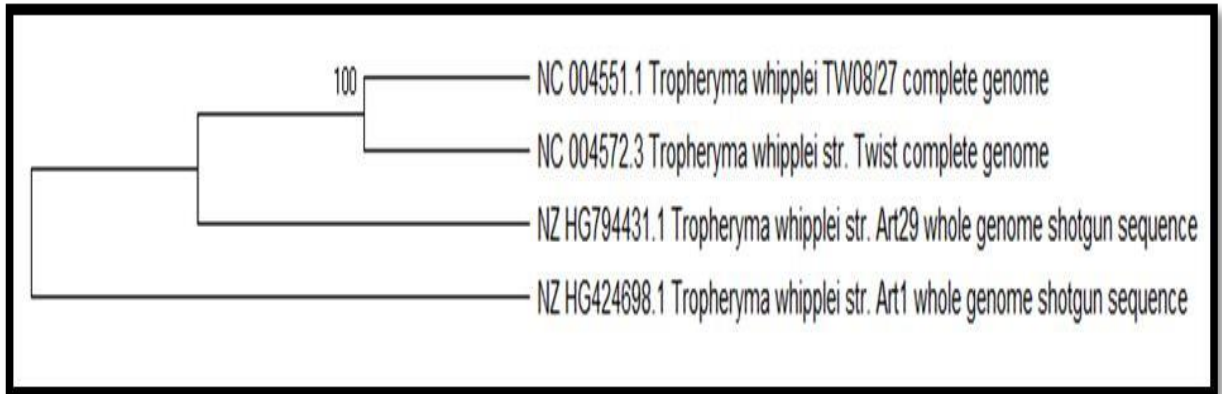 100
NC 004551.1 Tropheryma whipplei TW08/27 complete genome
NC 004572.3 Tropheryma whipplei str. Twist complete genome
NZ HG794431.1 Tropheryma whipplei str. Art29 whole genome shotgun sequence
NZ HG424698.1 Tropheryma whipplei str. Art1 whole genome shotgun sequence